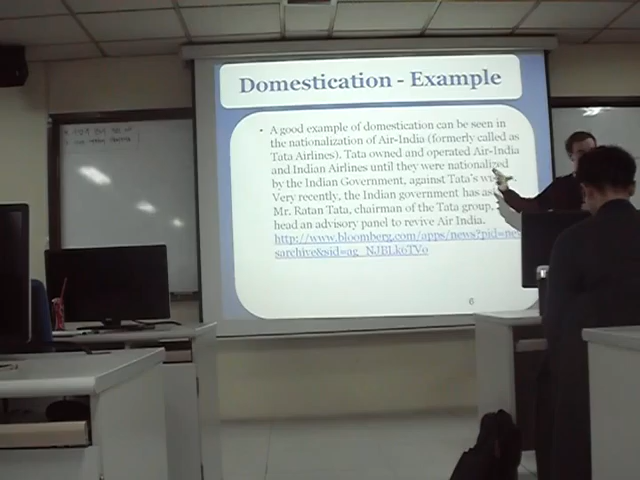 Domestication - Example
• A good example of domestication can be seen in
the nationalization of Air-India (formerly called as
Tata Airlines). Tata owned and operated Air-India
and Indian Airlines until they were nationalized
by the Indian Government, against Tata's
Very recently, the Indian government has
Mr. Ratan Tata, chairman of the Tata group,
head an advisory panel to revive Air India.
http://www.bloomberg.com/apps/news?pid=
sarchive&sid=ag_NJBLkoTVo
6